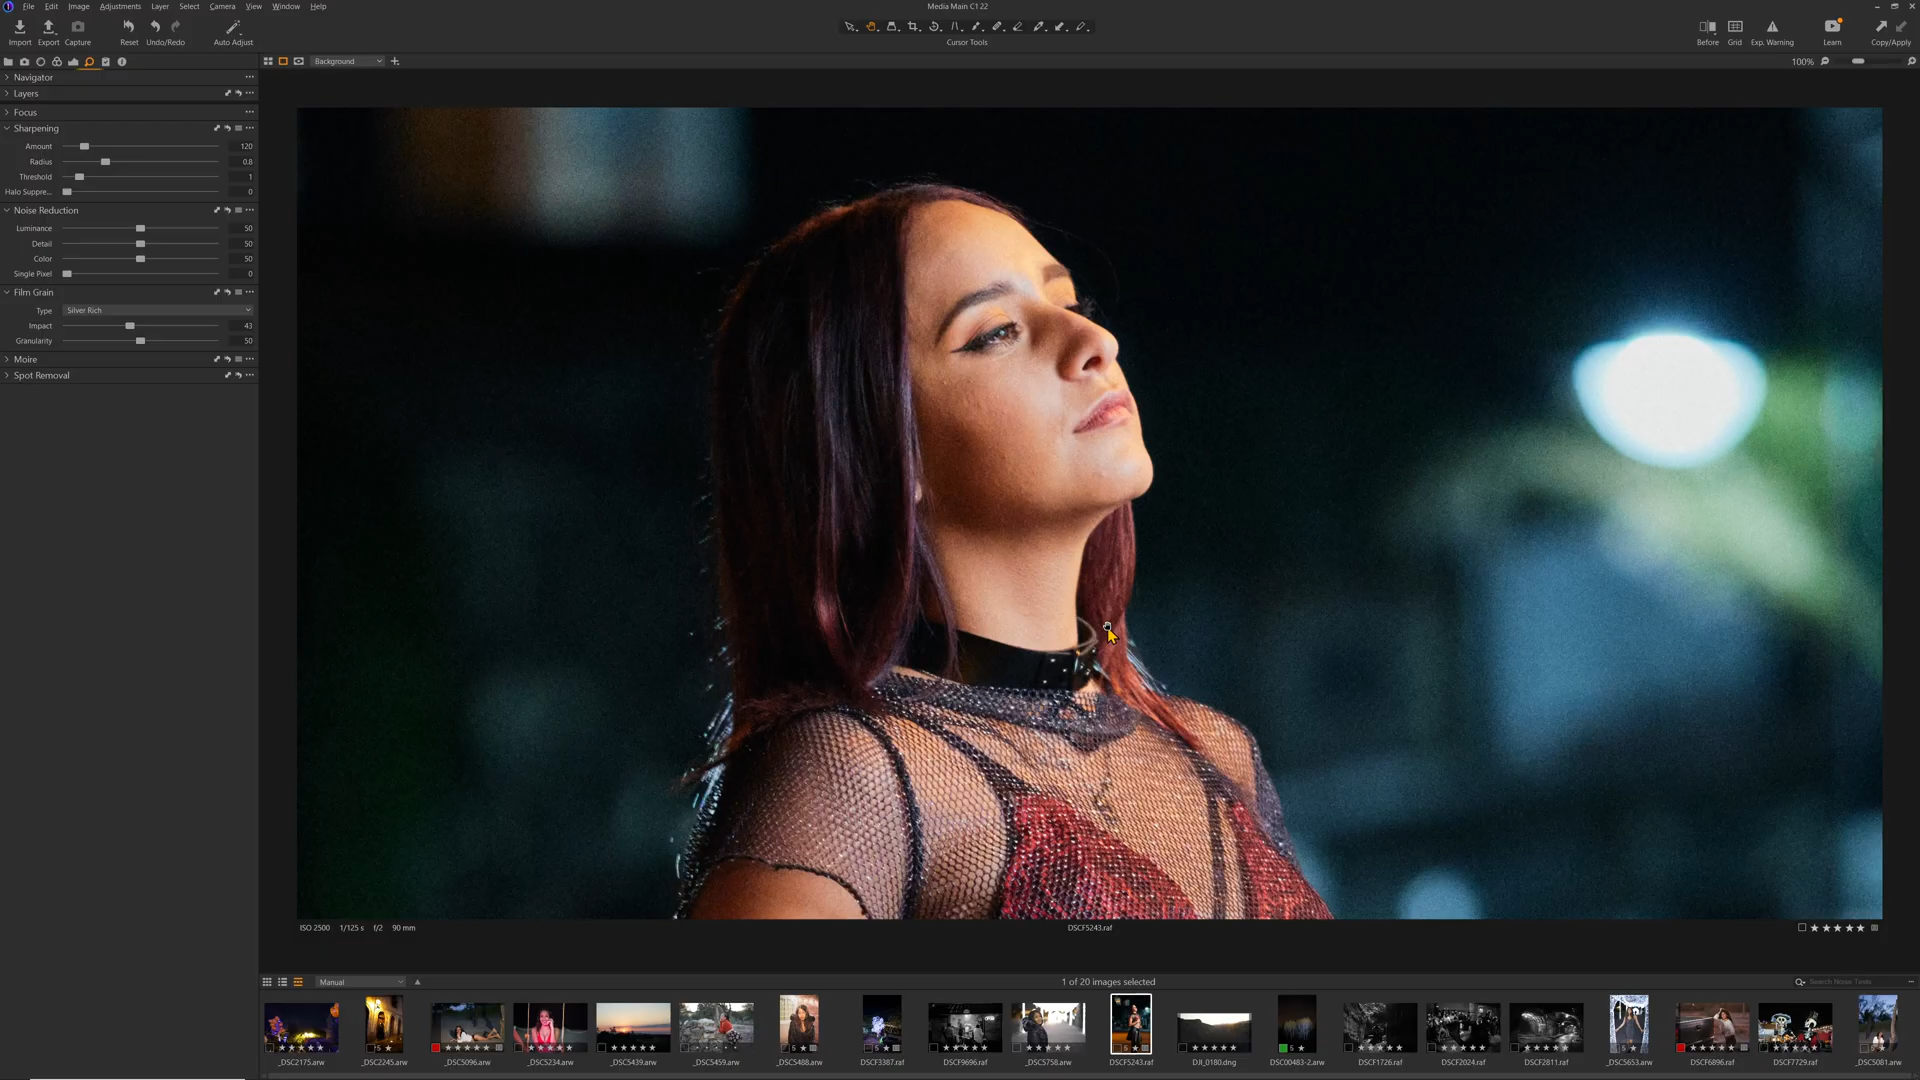 File Edit Image Adjustments Layer Select Camera View Window Help
Media Main C1 22
Import Export Capture Reset Undo/Redo Auto Adjust
Cursor Tools
Before Grid Exp. Warning Learn Copy/Apply
Background
100%
Navigator
Layers
Focus
Sharpening
Amount 120
Radius 0.8
Threshold 1
Halo Suppre... 0
Noise Reduction
Luminance 50
Detail 50
Color 50
Single Pixel 0
Film Grain
Type Silver Rich
Impact 43
Granularity 50
Moire
Spot Removal
ISO 2500 1/125 s f/2 90 mm
DSCF5243.raf
Manual
1 of 20 images selected
Search Noise Tests
_DSC2175.arw _DSC2245.arw _DSC5096.arw _DSC5234.arw _DSC5439.arw _DSC5459.arw _DSC5488.arw DSCF3387.raf DSCF9696.raf _DSC5758.arw DSCF5243.raf DJI_0180.dng DSC00483-2.arw DSCF1726.raf DSCF2024.raf DSCF2811.raf _DSC5653.arw DSCF6896.raf DSCF7729.raf _DSC5081.arw